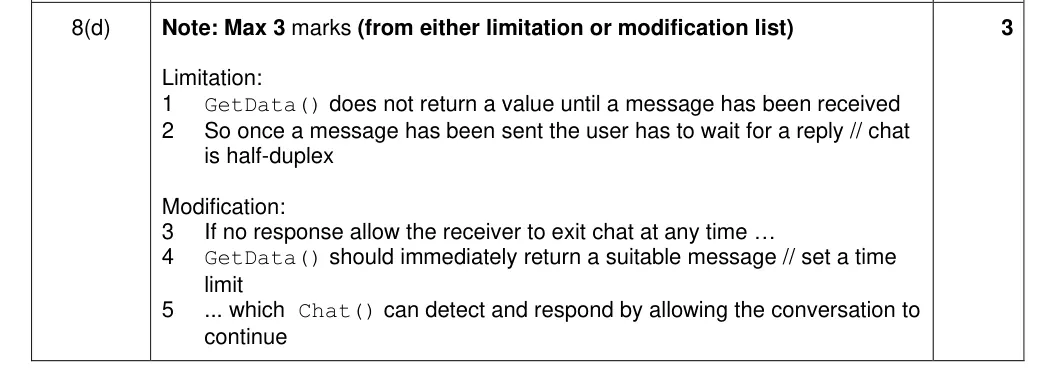 8(d) Note: Max 3 marks (from either limitation or modification list) 3
Limitation:
1 GetData() does not return a value until a message has been received
2 So once a message has been sent the user has to wait for a reply // chat
is half-duplex
Modification:
3 If no response allow the receiver to exit chat at any time …
4 GetData() should immediately return a suitable message // set a time
limit
5 ... which Chat() can detect and respond by allowing the conversation to
continue